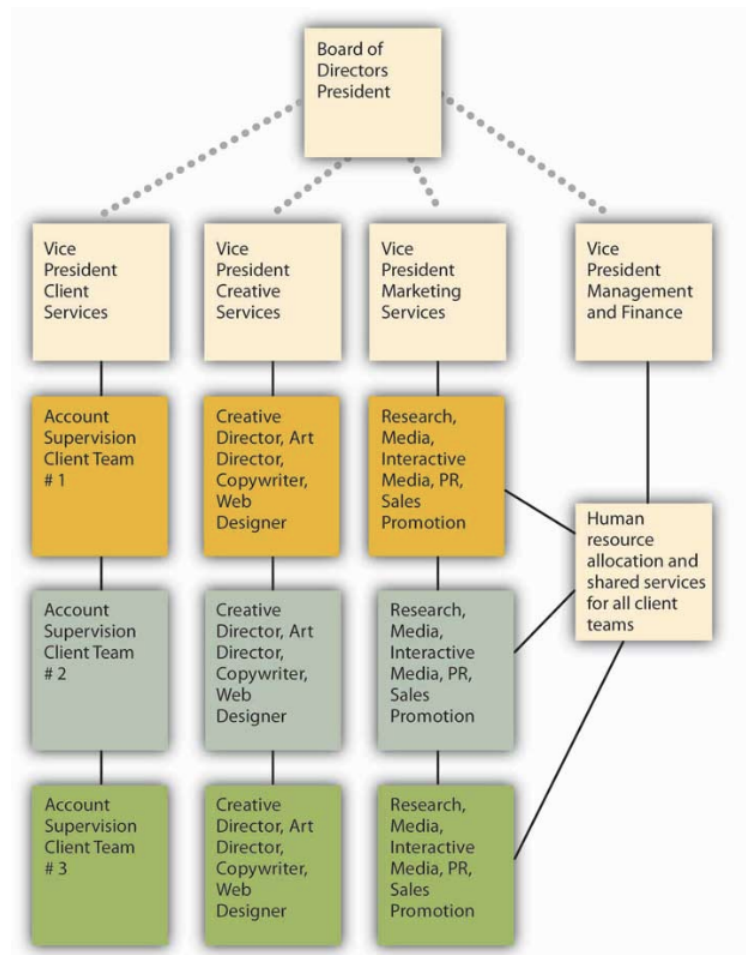 Board of
Directors
President
Vice
President
Client
Services
Vice
President
Creative
Services
Vice
President
Marketing
Services
Vice
President
Management
and Finance
Account
Supervision
Client Team
# 1
Creative
Director, Art
Director,
Copywriter,
Web
Designer
Research,
Media,
Interactive
Media, PR,
Sales
Promotion
Human
resource
allocation and
shared services
for all client
teams
Account
Supervision
Client Team
# 2
Creative
Director, Art
Director,
Copywriter,
Web
Designer
Research,
Media,
Interactive
Media, PR,
Sales
Promotion
Account
Supervision
Client Team
# 3
Creative
Director, Art
Director,
Copywriter,
Web
Designer
Research,
Media,
Interactive
Media, PR,
Sales
Promotion